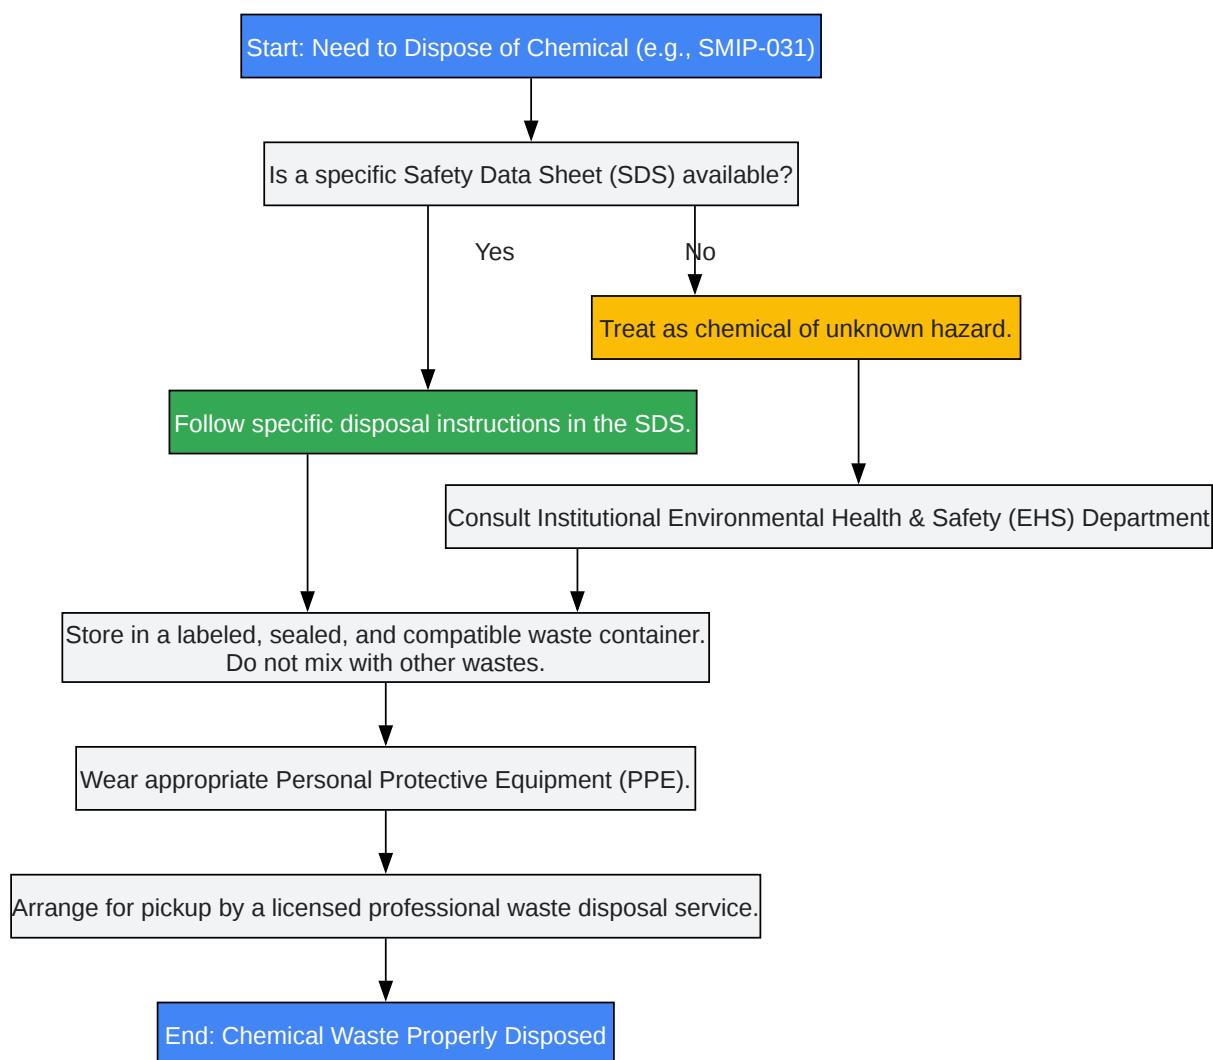 Start: Need to Dispose of Chemical (e.g., SMIP-031)
Is a specific Safety Data Sheet (SDS) available?
Yes
No
Treat as chemical of unknown hazard.
Follow specific disposal instructions in the SDS.
Consult Institutional Environmental Health & Safety (EHS) Department
Store in a labeled, sealed, and compatible waste container.
Do not mix with other wastes.
Wear appropriate Personal Protective Equipment (PPE).
Arrange for pickup by a licensed professional waste disposal service.
End: Chemical Waste Properly Disposed